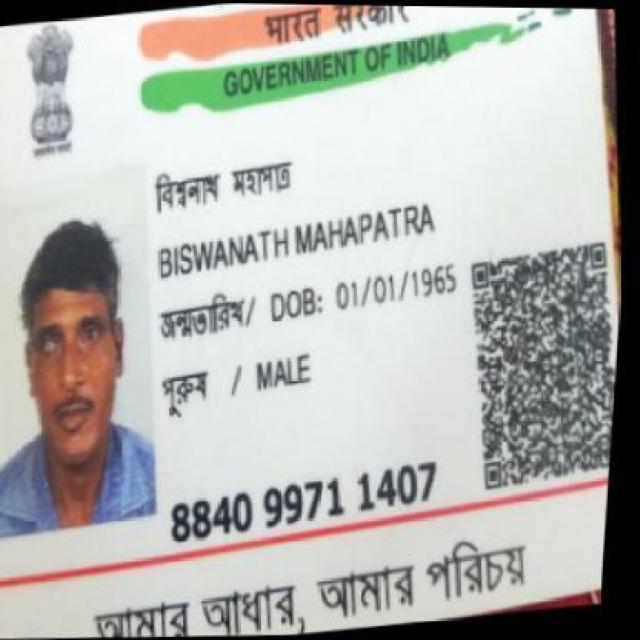 भारत सरकार
GOVERNMENT OF INDIA
বিশ্বনাথ মহাপাত্র
BISWANATH MAHAPATRA
জন্মতারিখ/ DOB: 01/01/1965
পুরুষ / MALE
8840 9971 1407
আমার আধার, আমার পরিচয়